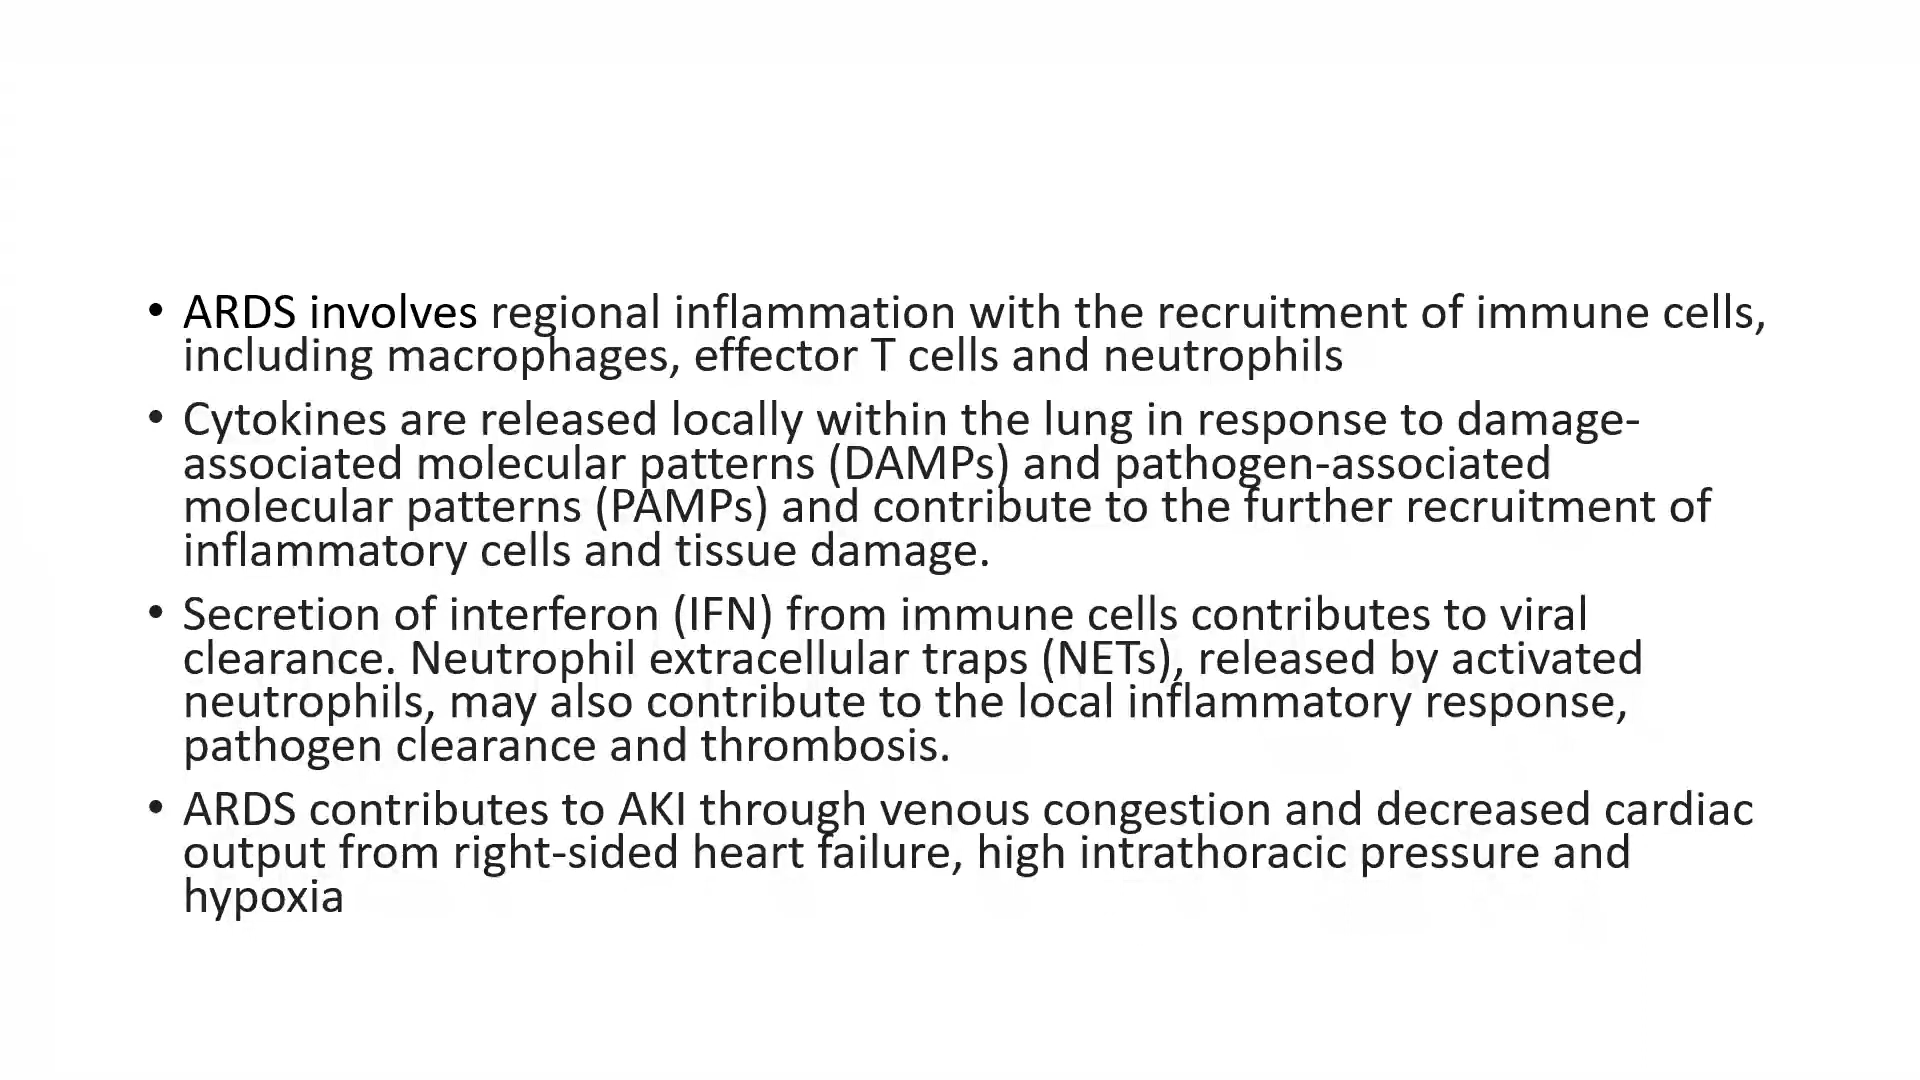 • ARDS involves regional inflammation with the recruitment of immune cells,
including macrophages, effector T cells and neutrophils
• Cytokines are released locally within the lung in response to damage-
associated molecular patterns (DAMPs) and pathogen-associated
molecular patterns (PAMPs) and contribute to the further recruitment of
inflammatory cells and tissue damage.
• Secretion of interferon (IFN) from immune cells contributes to viral
clearance. Neutrophil extracellular traps (NETs), released by activated
neutrophils, may also contribute to the local inflammatory response,
pathogen clearance and thrombosis.
• ARDS contributes to AKI through venous congestion and decreased cardiac
output from right-sided heart failure, high intrathoracic pressure and
hypoxia